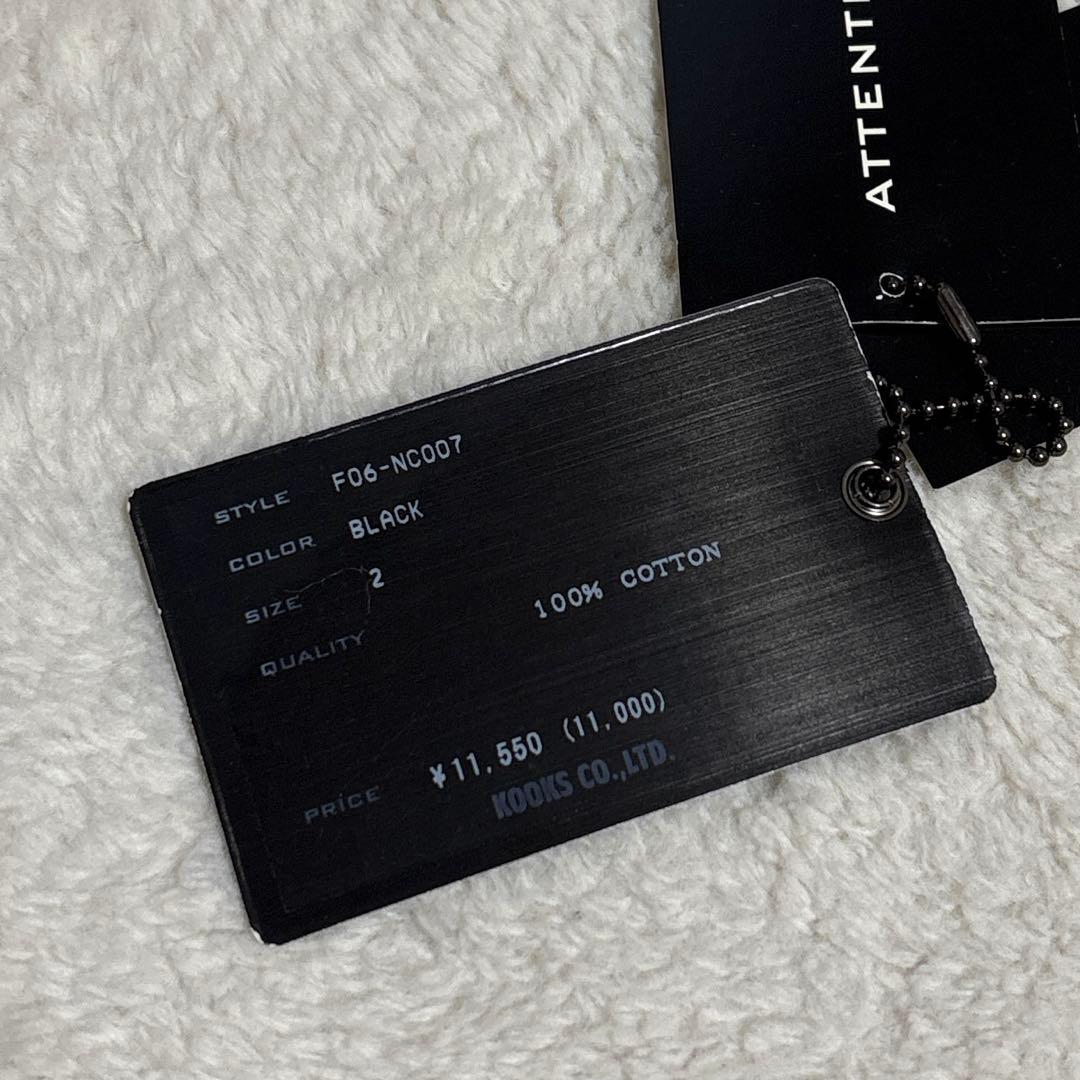 ATTENTI
STYLE F06-NC007
COLOR BLACK
SIZE 2
QUALITY 100% COTTON
PRICE ¥11,550 (11,000)
KOOKS CO.,LTD.